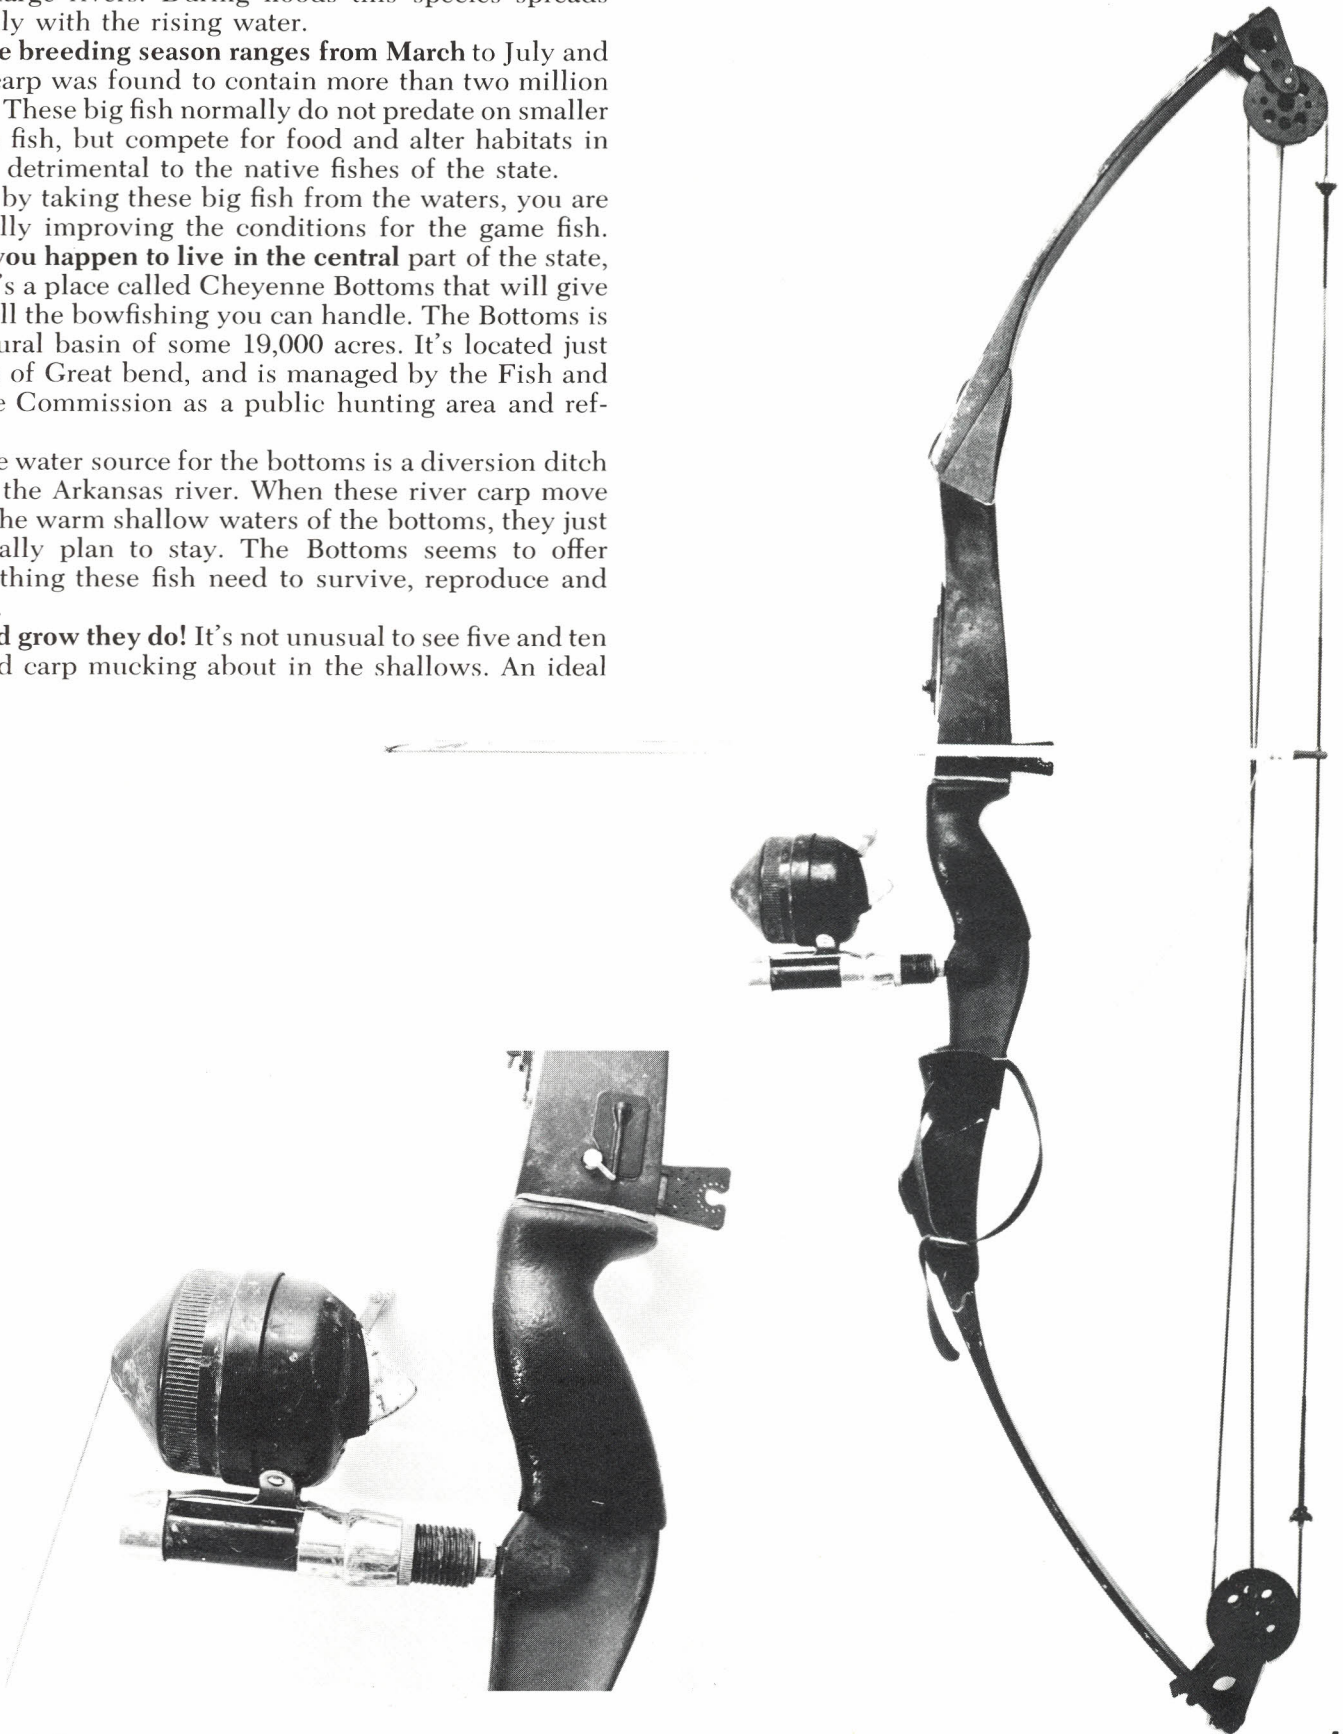 ly with the rising water.
e breeding season ranges from March to July and
arp was found to contain more than two million
These big fish normally do not predate on smaller
fish, but compete for food and alter habitats in
detrimental to the native fishes of the state.
by taking these big fish from the waters, you are
lly improving the conditions for the game fish.
you happen to live in the central part of the state,
's a place called Cheyenne Bottoms that will give
ll the bowfishing you can handle. The Bottoms is
ural basin of some 19,000 acres. It's located just
of Great bend, and is managed by the Fish and
e Commission as a public hunting area and ref-
e water source for the bottoms is a diversion ditch
the Arkansas river. When these river carp move
he warm shallow waters of the bottoms, they just
ally plan to stay. The Bottoms seems to offer
thing these fish need to survive, reproduce and
d grow they do! It's not unusual to see five and ten
d carp mucking about in the shallows. An ideal